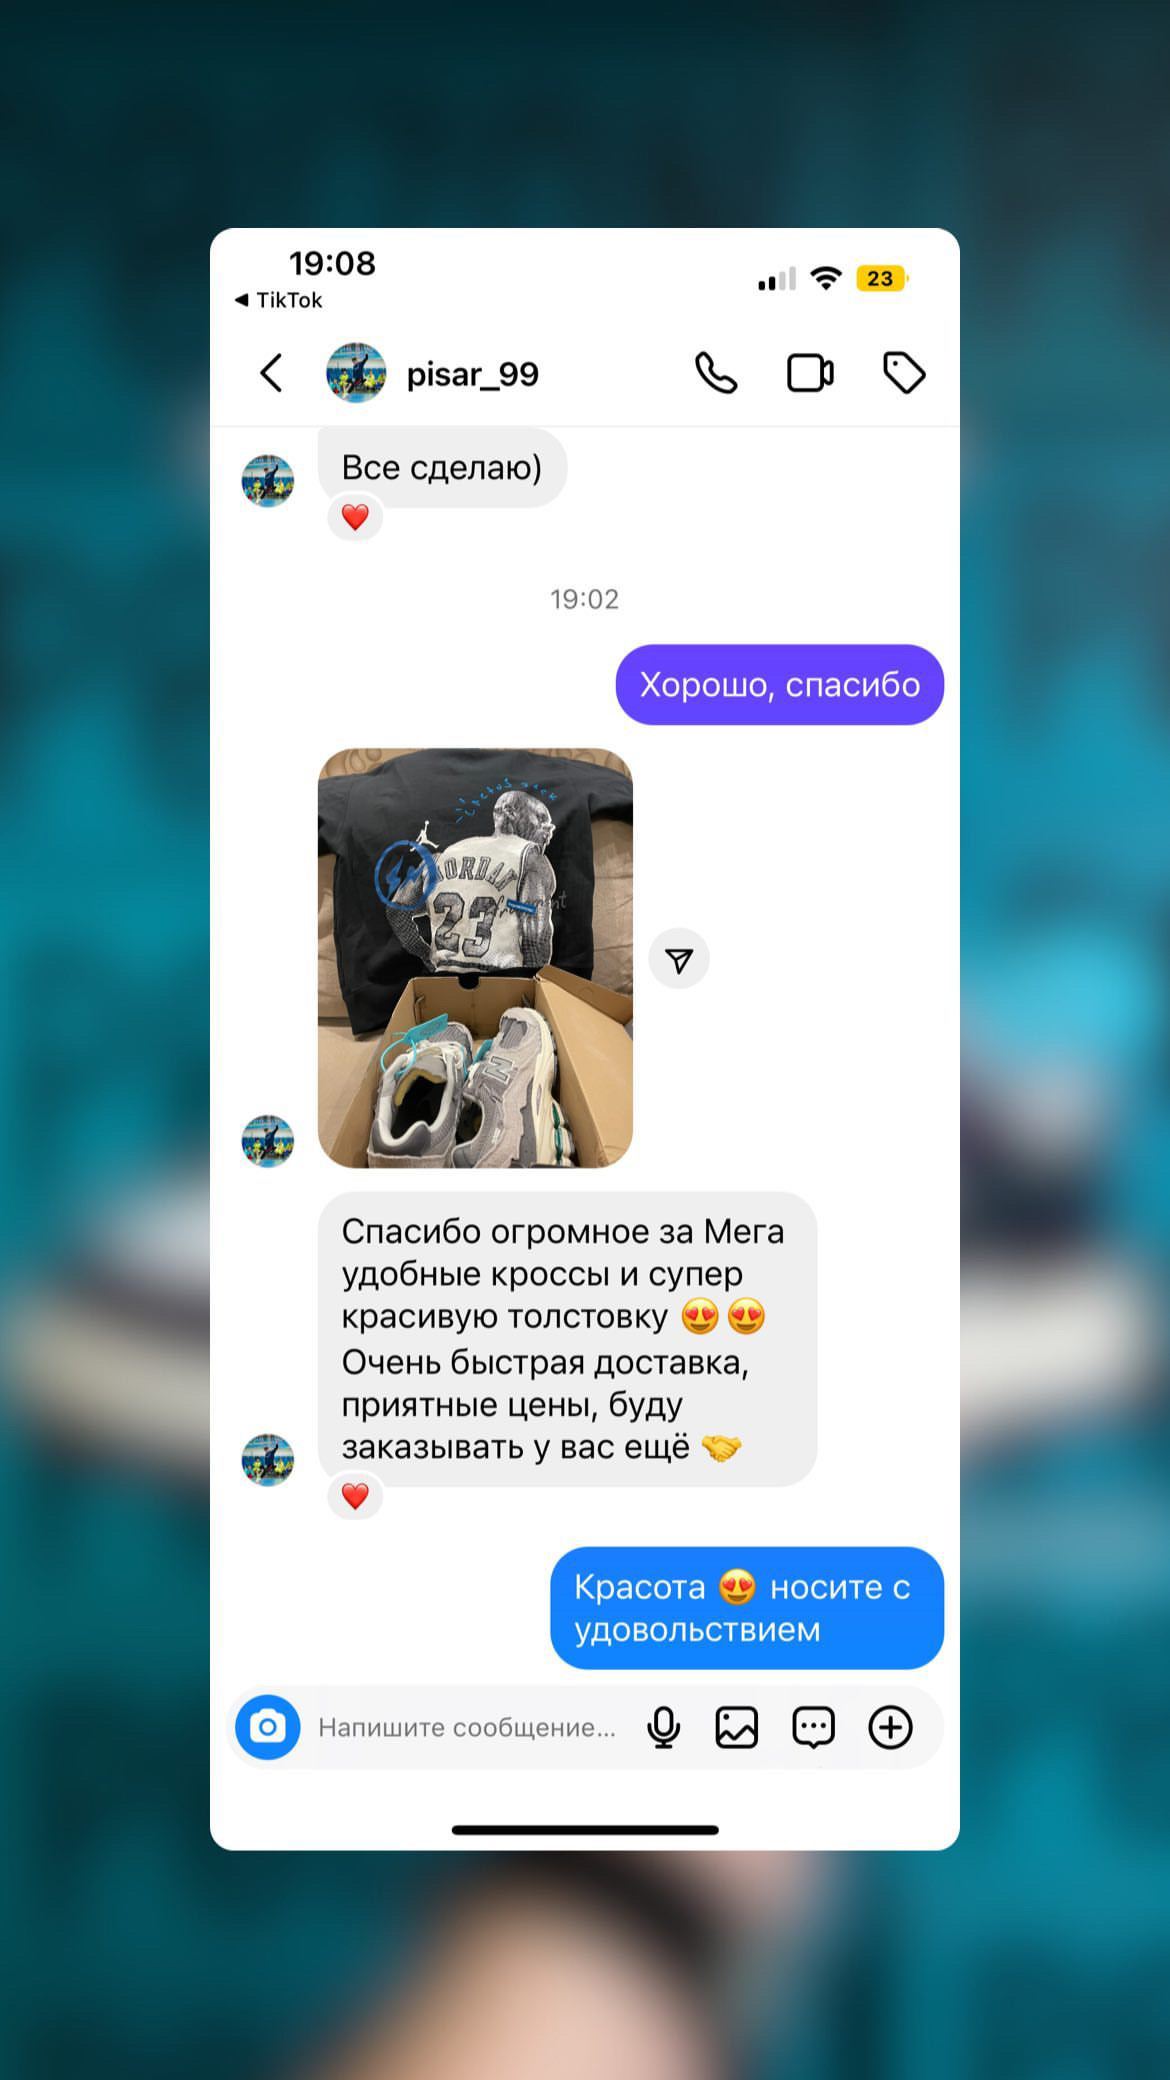 19:08
TikTok
23
pisar_99
Все сделаю)
19:02
Хорошо, спасибо
JORDAN
23
N
Спасибо огромное за Мега
удобные кроссы и супер
красивую толстовку 😍😍
Очень быстрая доставка,
приятные цены, буду
заказывать у вас ещё 🤝
Красота 😍 носите с
удовольствием
Напишите сообщение...